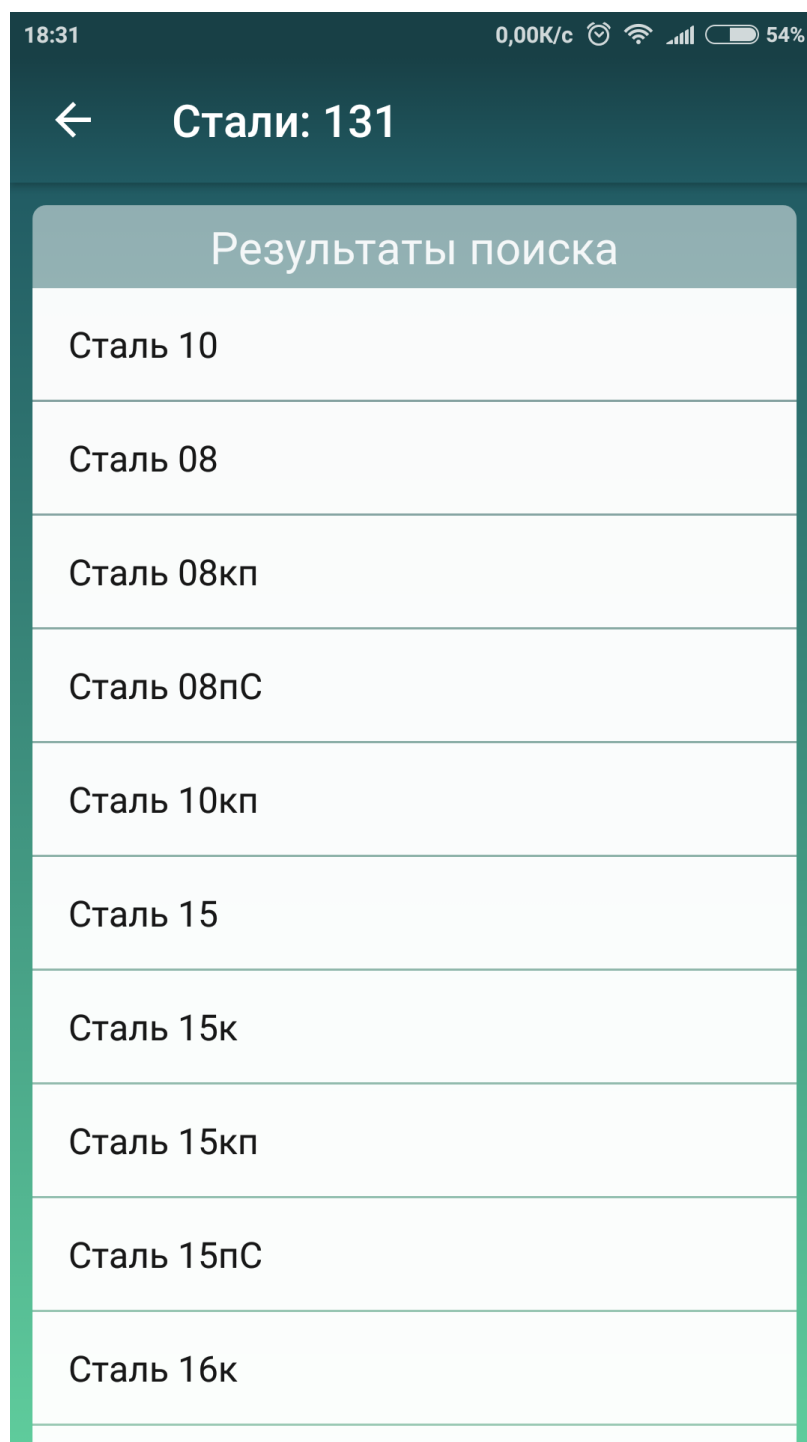 18:31 0,00K/c 54%
Стали: 131
Результаты поиска
Сталь 10
Сталь 08
Сталь 08кп
Сталь 08пС
Сталь 10кп
Сталь 15
Сталь 15к
Сталь 15кп
Сталь 15пС
Сталь 16к